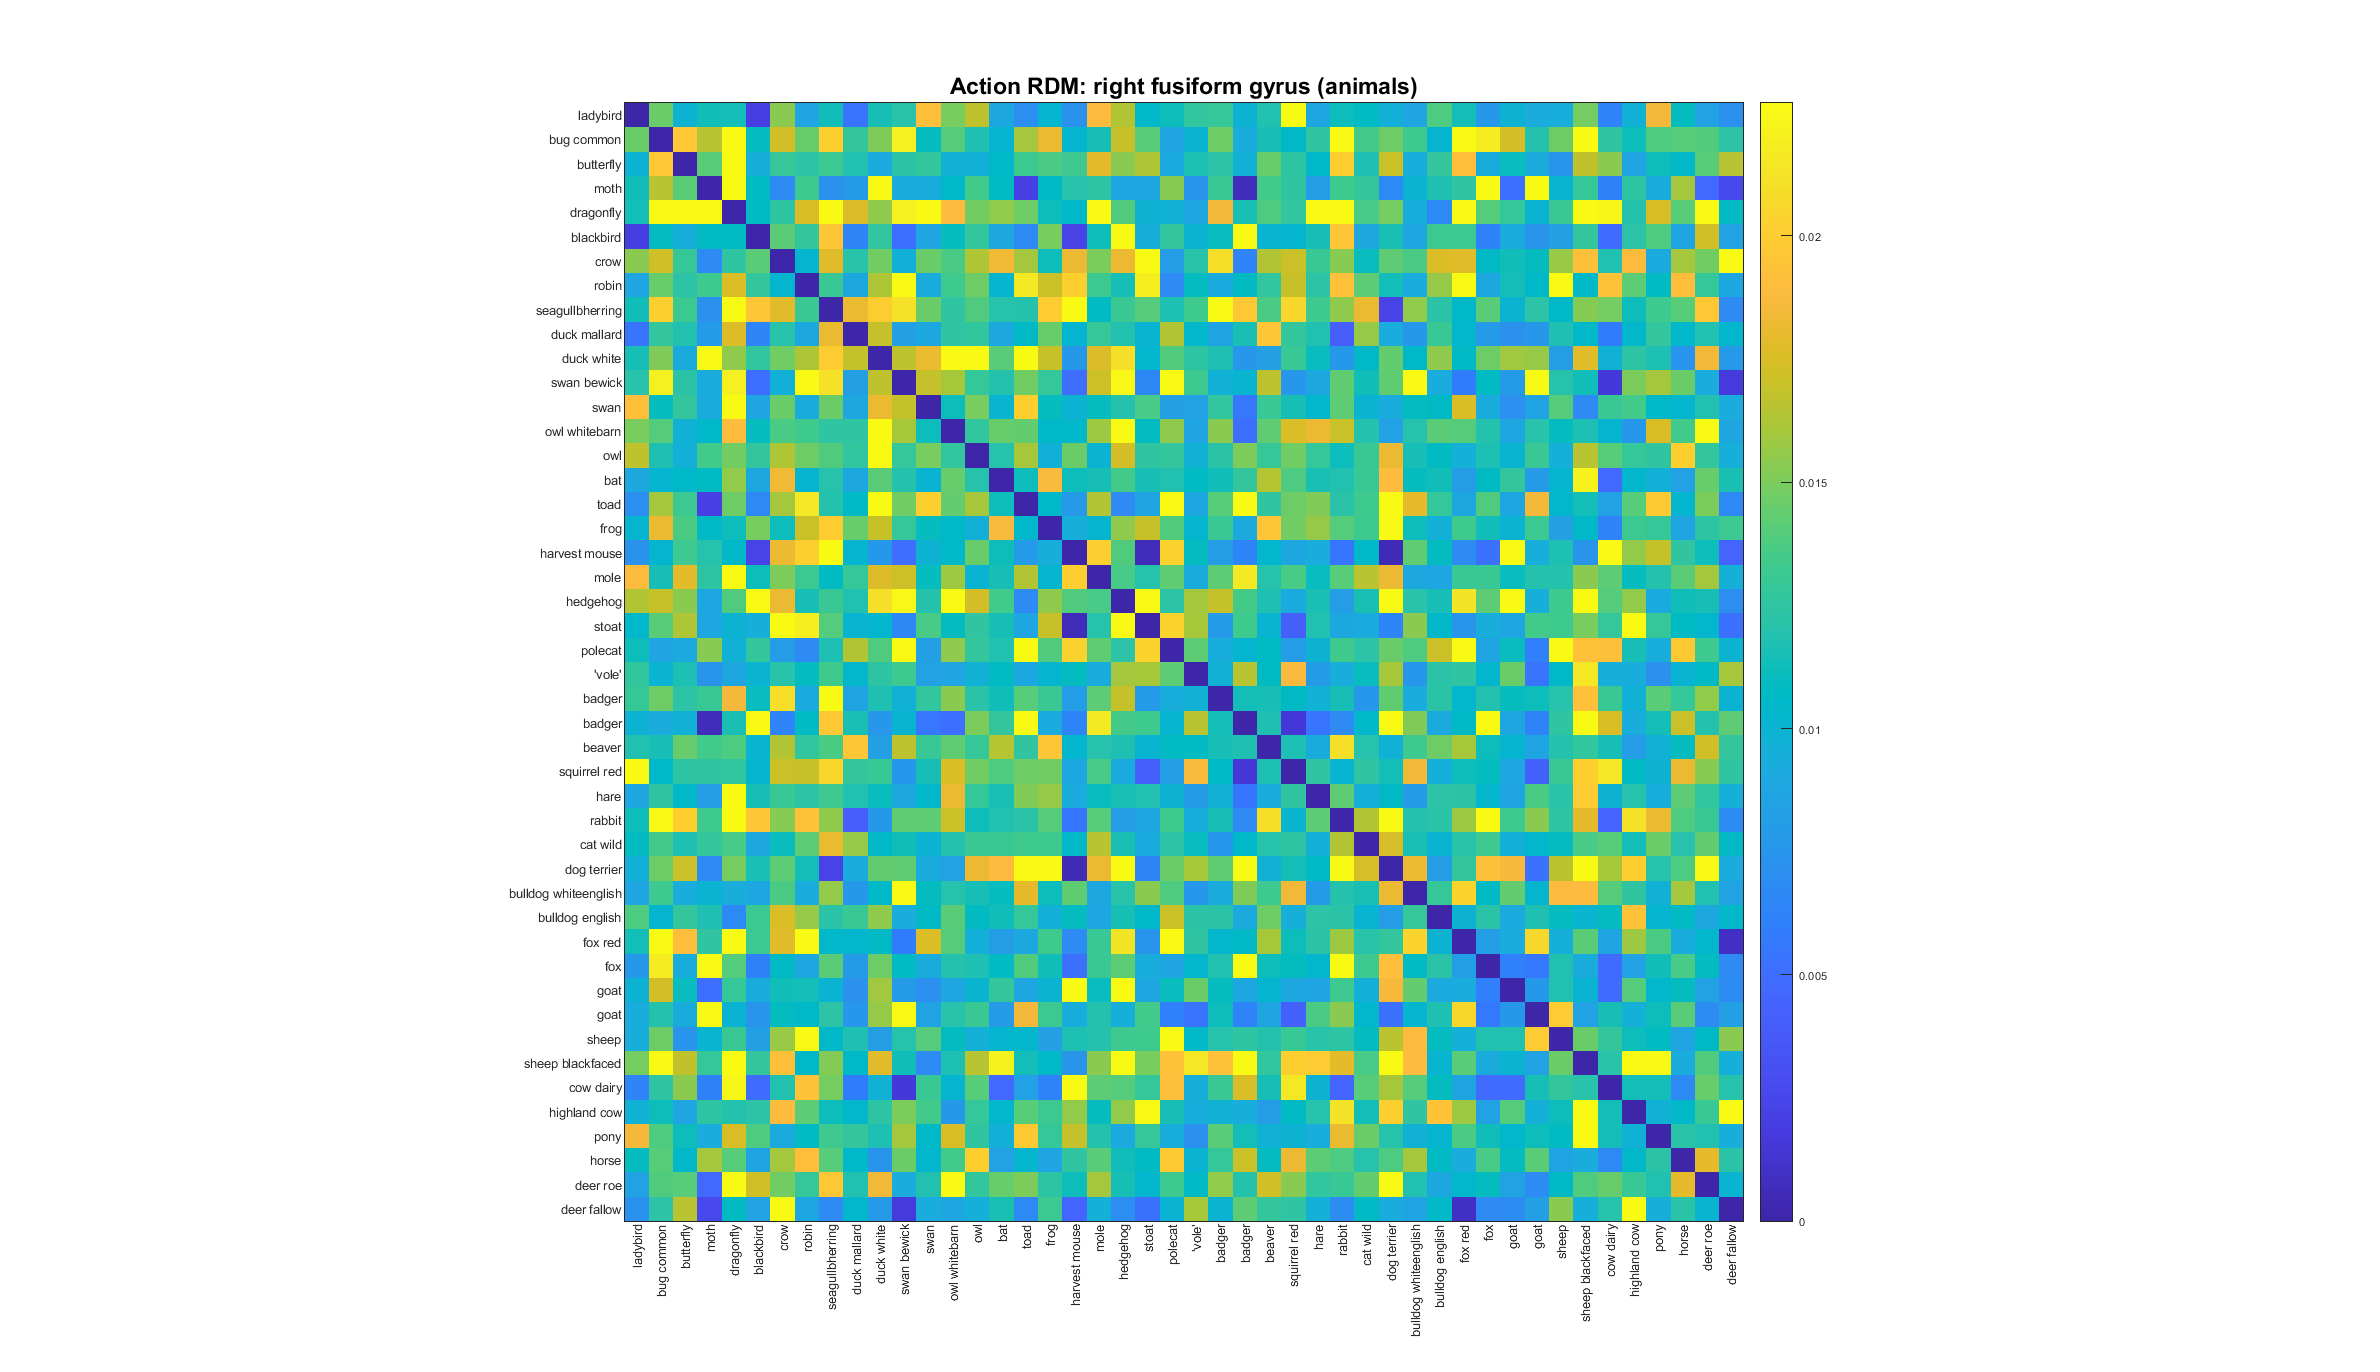 Action RDM: right fusiform gyrus (animals)
ladybird
bug common
butterfly
moth
dragonfly
blackbird
crow
robin
seagullbherring
duck mallard
duck white
swan bewick
swan
owl whitebarn
owl
bat
toad
frog
harvest mouse
mole
hedgehog
stoat
polecat
'vole'
badger
badger
beaver
squirrel red
hare
rabbit
cat wild
dog terrier
bulldog whiteenglish
bulldog english
fox red
fox
goat
goat
sheep
sheep blackfaced
cow dairy
highland cow
pony
horse
deer roe
deer fallow
ladybird
bug common
butterfly
moth
dragonfly
blackbird
crow
robin
seagullbherring
duck mallard
duck white
swan bewick
swan
owl whitebarn
owl
bat
toad
frog
harvest mouse
mole
hedgehog
stoat
polecat
'vole'
badger
badger
beaver
squirrel red
hare
rabbit
cat wild
dog terrier
bulldog whiteenglish
bulldog english
fox red
fox
goat
goat
sheep
sheep blackfaced
cow dairy
highland cow
pony
horse
deer roe
deer fallow
0.02
0.015
0.01
0.005
0